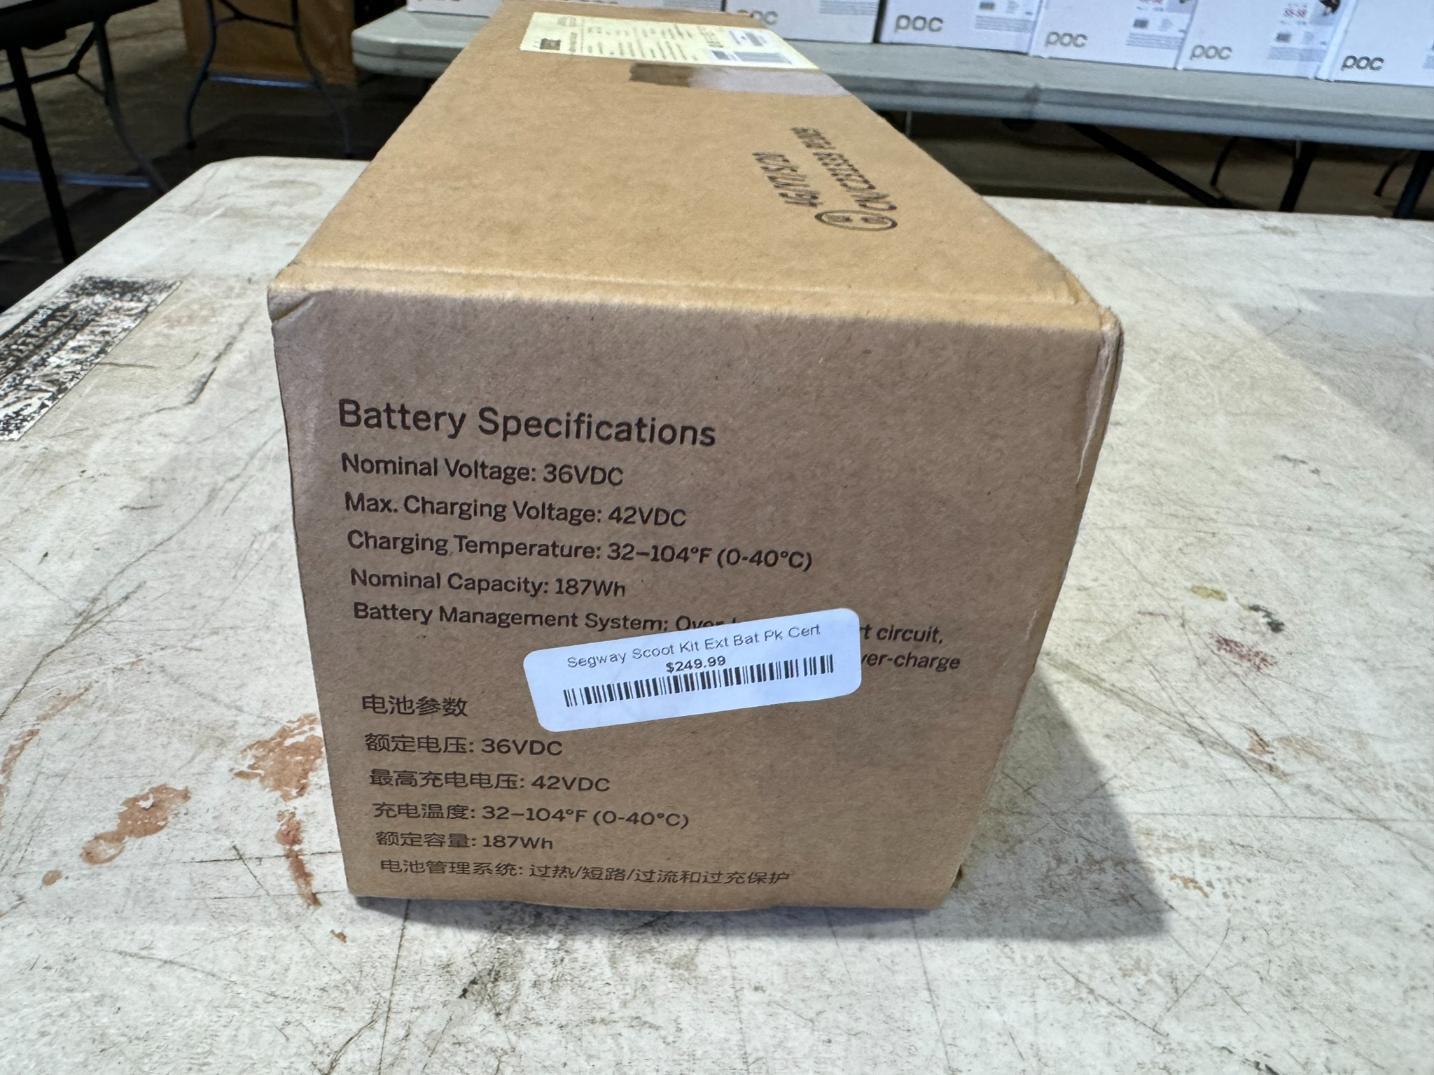 poc
poc
poc
poc
poc
Battery Specifications
Nominal Voltage: 36VDC
Max. Charging Voltage: 42VDC
Charging Temperature: 32–104°F (0-40°C)
Nominal Capacity: 187Wh
Battery Management System: Over rt circuit,
er-charge
Segway Scoot Kit Ext Bat Pk Cert
$249.99
电池参数
额定电压: 36VDC
最高充电电压: 42VDC
充电温度: 32–104°F (0-40°C)
额定容量: 187Wh
电池管理系统: 过热/短路/过流和过充保护